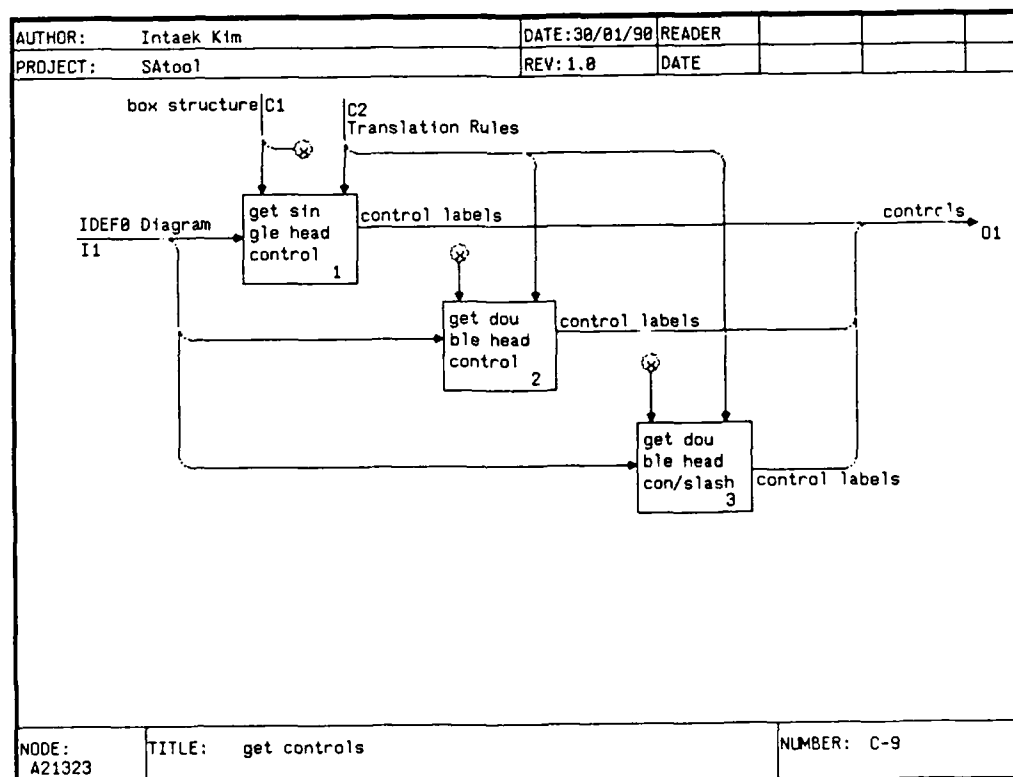 AUTHOR: Intaek Kim DATE:30/01/90 READER
PROJECT: SAtool REV:1.0 DATE
box structure C1 C2
Translation Rules
X
get sin
gle head
control
1
control labels
controls
O1
IDEF0 Diagram
I1
X
get dou
ble head
control
2
control labels
X
get dou
ble head
con/slash
3
control labels
NODE: TITLE: get controls NUMBER: C-9
A21323